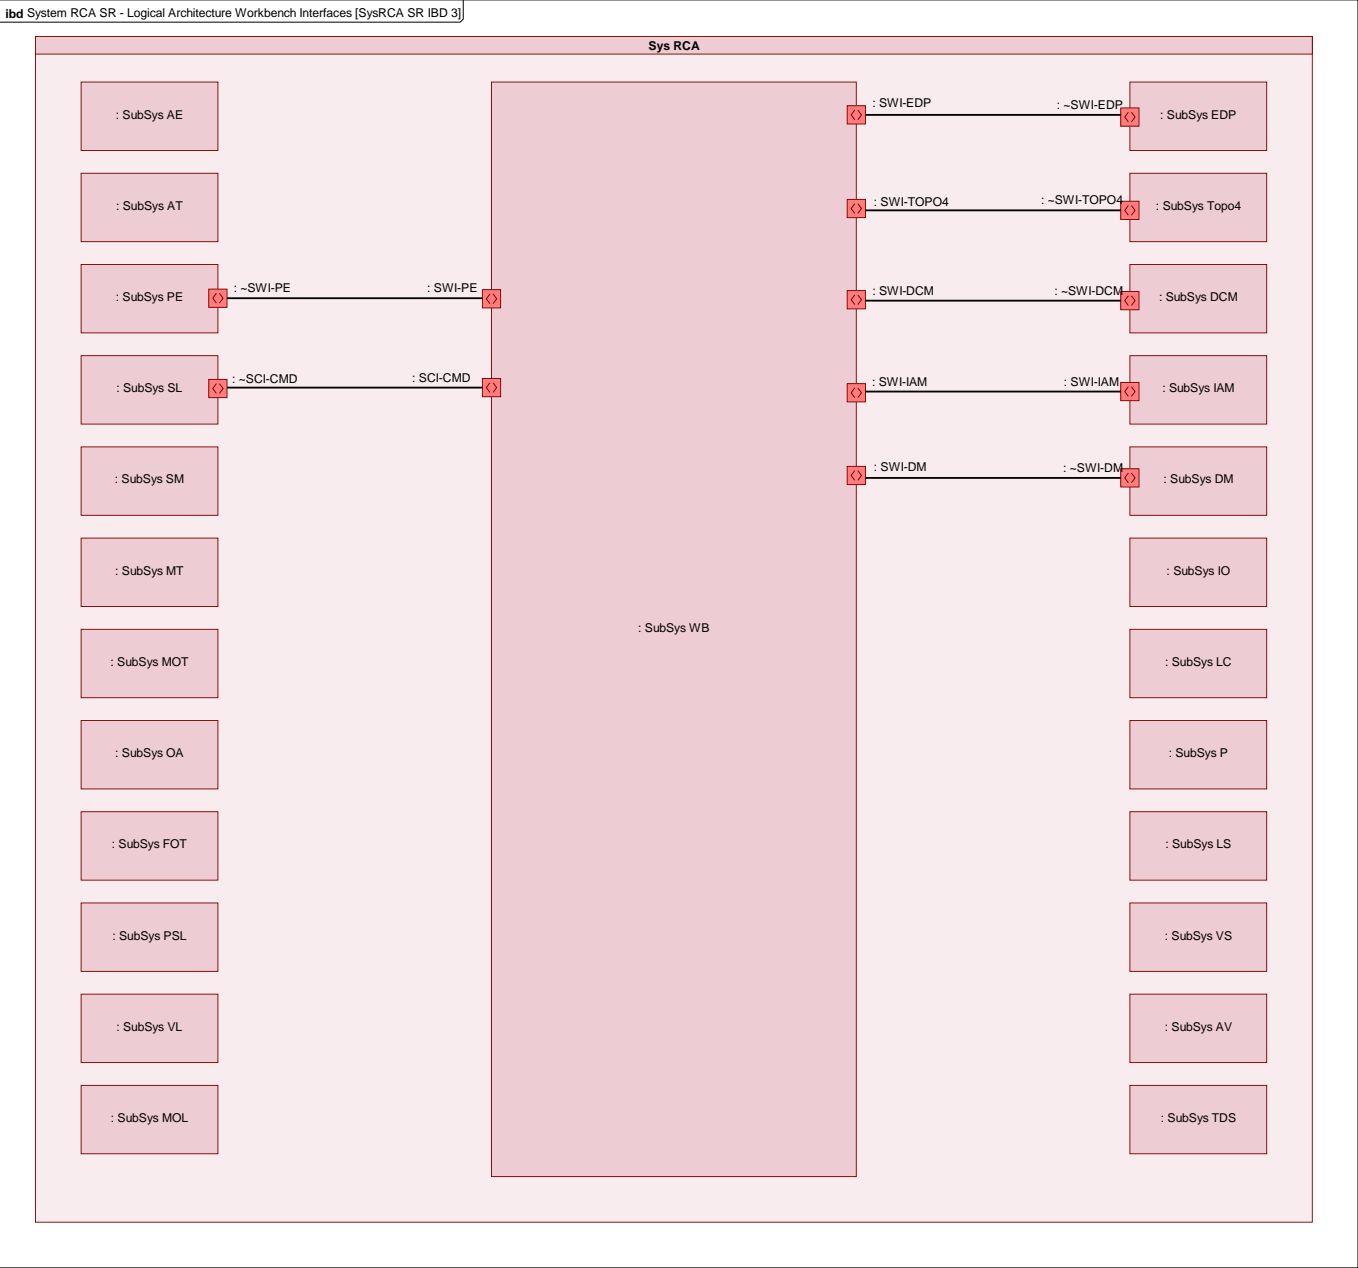 ibd System RCA SR - Logical Architecture Workbench Interfaces [SysRCA SR IBD 3]
Sys RCA
: SubSys AE
: SubSys AT
: SubSys PE
: ~SWI-PE
: SWI-PE
: SubSys SL
: ~SCI-CMD
: SCI-CMD
: SubSys SM
: SubSys MT
: SubSys MOT
: SubSys OA
: SubSys FOT
: SubSys PSL
: SubSys VL
: SubSys MOL
: SubSys WB
: SWI-EDP
: ~SWI-EDP
: SubSys EDP
: SWI-TOPO4
: ~SWI-TOPO4
: SubSys Topo4
: SWI-DCM
: ~SWI-DCM
: SubSys DCM
: SWI-IAM
: SWI-IAM
: SubSys IAM
: SWI-DM
: ~SWI-DM
: SubSys DM
: SubSys IO
: SubSys LC
: SubSys P
: SubSys LS
: SubSys VS
: SubSys AV
: SubSys TDS